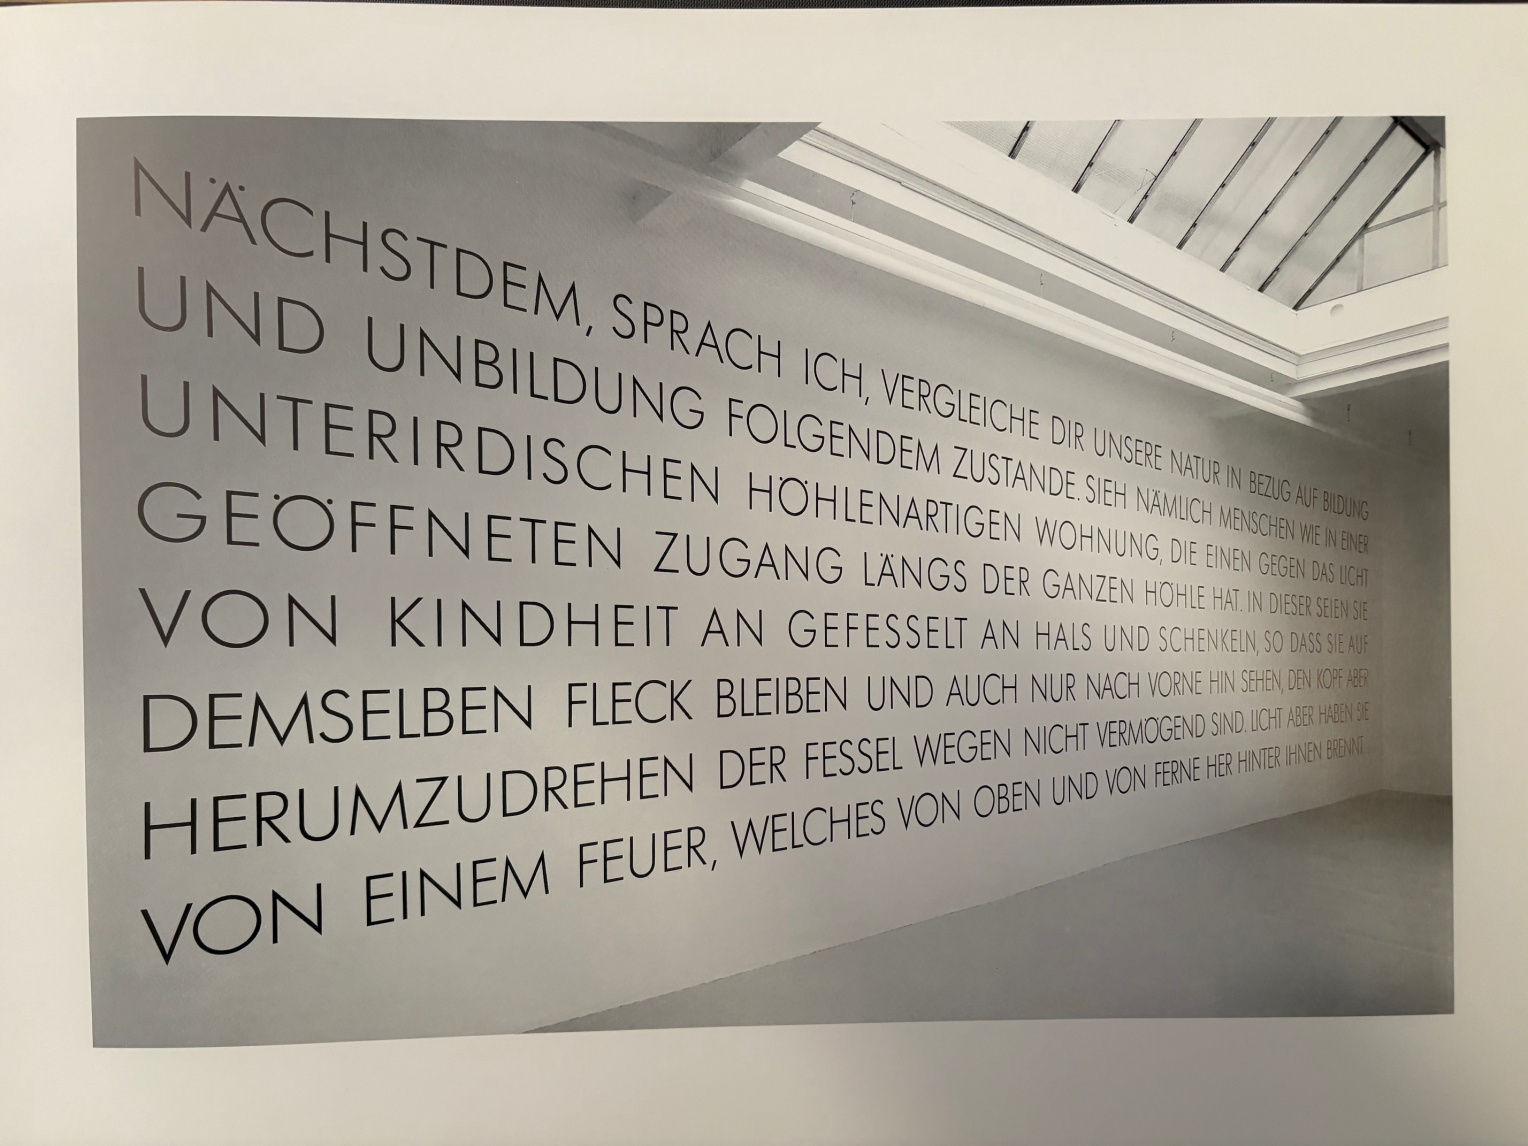 NÄCHSTDEM, SPRACH ICH, VERGLEICHE DIR UNSERE NATUR IN BEZUG AUF BILDUNG
UND UNBILDUNG FOLGENDEM ZUSTANDE. SIEH NÄMLICH MENSCHEN WIE IN EINER
UNTERIRDISCHEN HÖHLENARTIGEN WOHNUNG, DIE EINEN GEGEN DAS LICHT
GEÖFFNETEN ZUGANG LÄNGS DER GANZEN HÖHLE HAT. IN DIESER SEIEN SIE
VON KINDHEIT AN GEFESSELT AN HALS UND SCHENKELN, SO DASS SIE AUF
DEMSELBEN FLECK BLEIBEN UND AUCH NUR NACH VORNE HIN SEHEN, DEN KOPF ABER
HERUMZUDREHEN DER FESSEL WEGEN NICHT VERMÖGEND SIND. LICHT ABER HABEN SIE
VON EINEM FEUER, WELCHES VON OBEN UND VON FERNE HER HINTER IHNEN BRENNT...